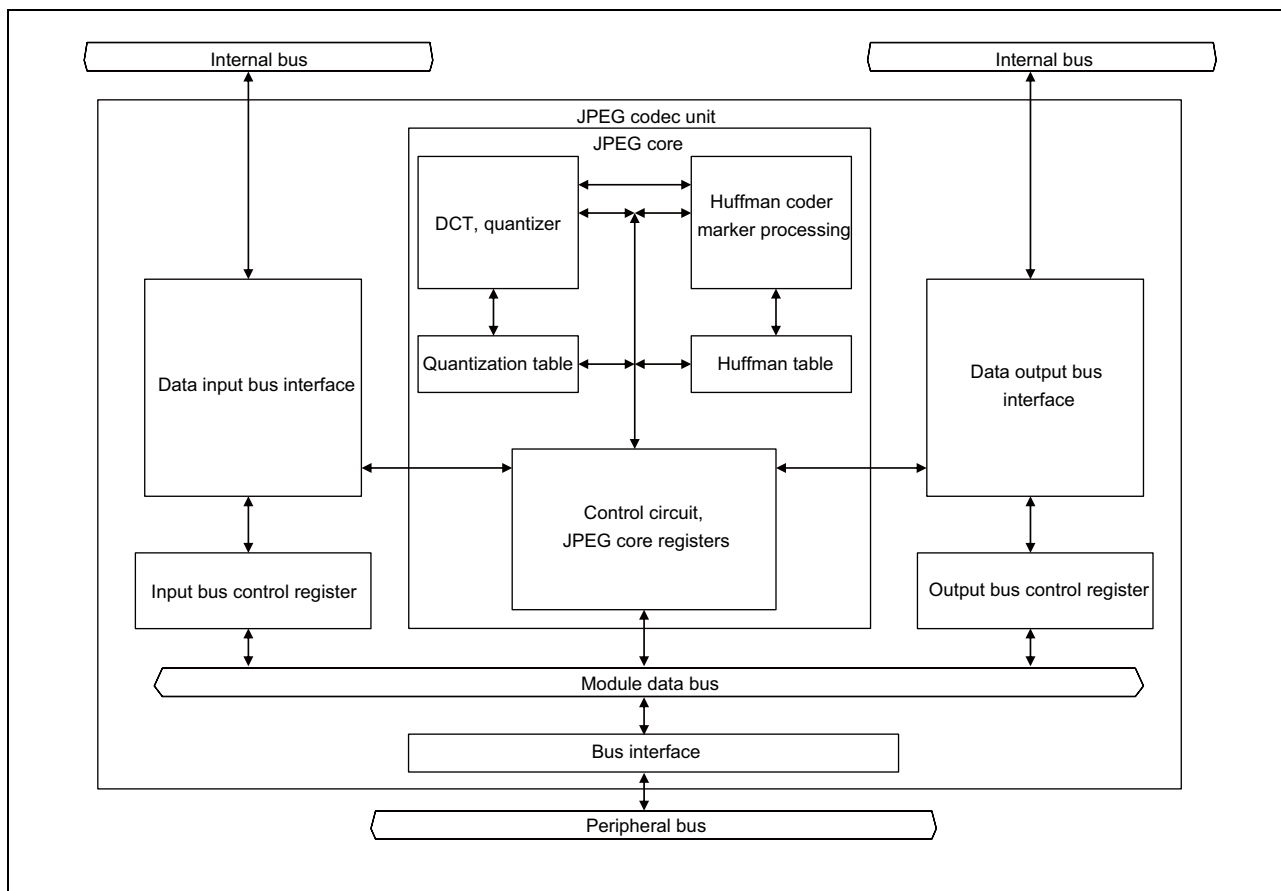 Internal bus
Internal bus
JPEG codec unit
JPEG core
DCT, quantizer
Huffman coder
marker processing
Quantization table
Huffman table
Data input bus interface
Data output bus
interface
Control circuit,
JPEG core registers
Input bus control register
Output bus control register
Module data bus
Bus interface
Peripheral bus